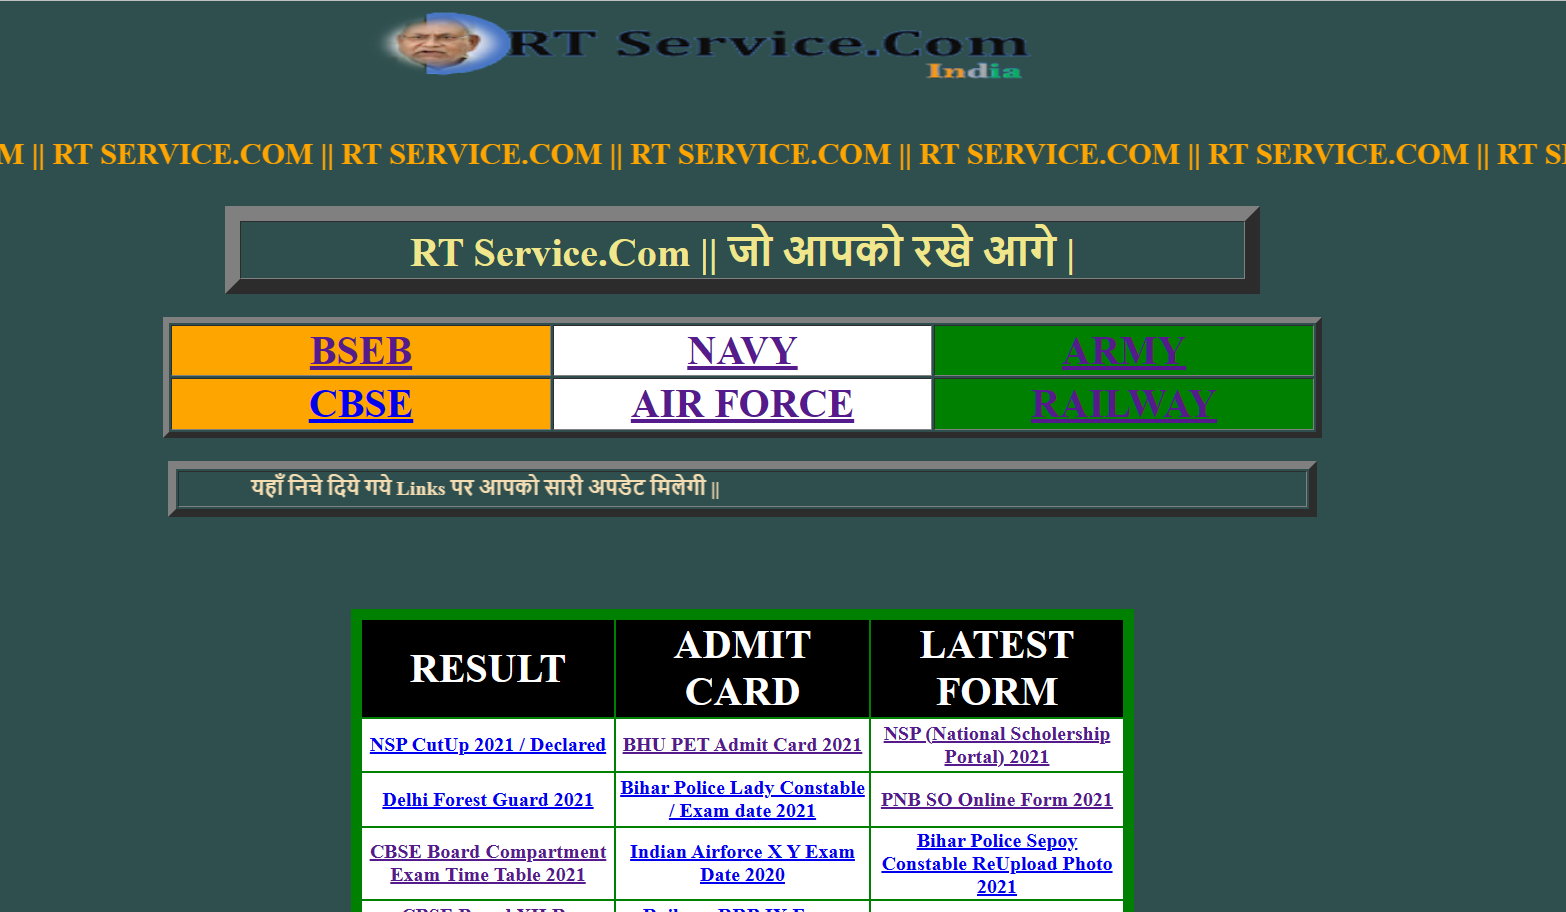 RT Service.Com
India
M || RT SERVICE.COM || RT SERVICE.COM || RT SERVICE.COM || RT SERVICE.COM || RT SERVICE.COM || RT SE
RT Service.Com || जो आपको रखे आगे |
BSEB NAVY ARMY
CBSE AIR FORCE RAILWAY
यहाँ निचे दिये गये Links पर आपको सारी अपडेट मिलेगी ||
RESULT
ADMIT
CARD
LATEST
FORM
NSP CutUp 2021 / Declared
BHU PET Admit Card 2021
NSP (National Scholership
Portal) 2021
Delhi Forest Guard 2021
Bihar Police Lady Constable
/ Exam date 2021
PNB SO Online Form 2021
CBSE Board Compartment
Exam Time Table 2021
Indian Airforce X Y Exam
Date 2020
Bihar Police Sepoy
Constable ReUpload Photo
2021